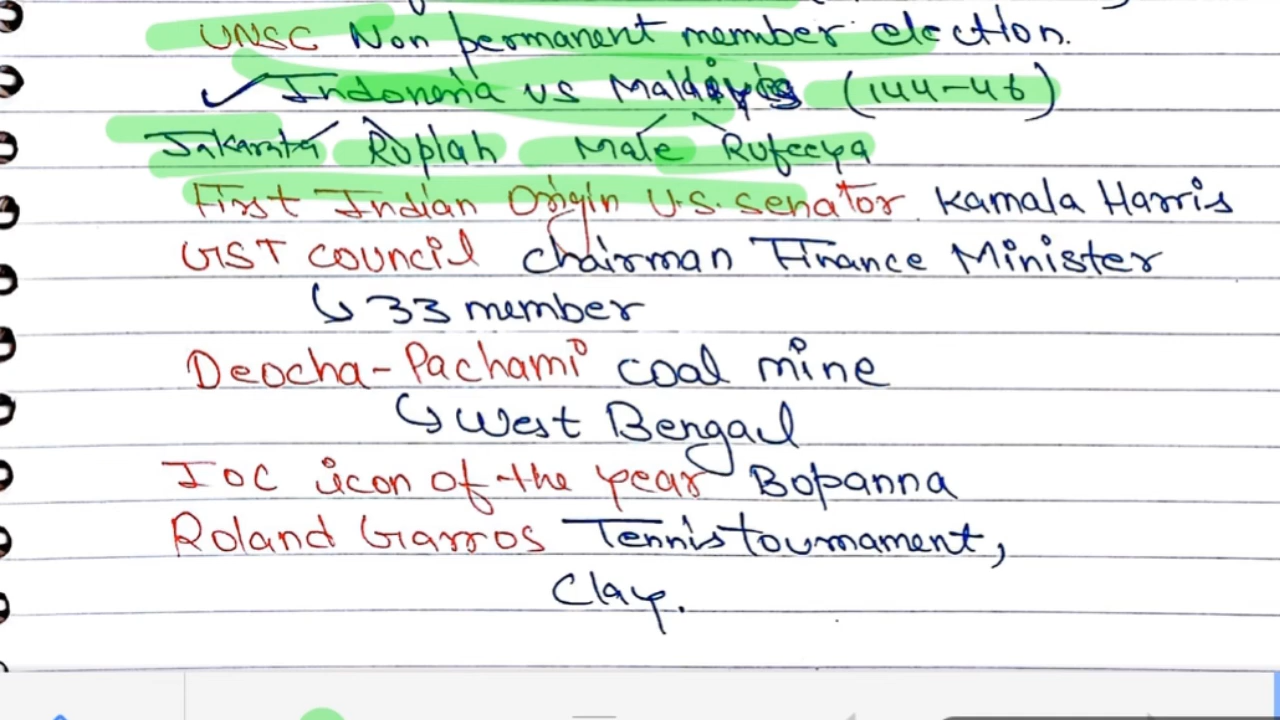 UNSC Non permanent member election.
Indonenia vs Maldives (144-46)
Jakarata Ruplah Male Rufeeya
First Indian Origin U.S. senator Kamala Harris
GST council chairman Finance Minister
33 member
Deocha-Pachami coal mine
West Bengal
IOC icon of the year Bopanna
Roland Garros Tennis tournament,
Clay.